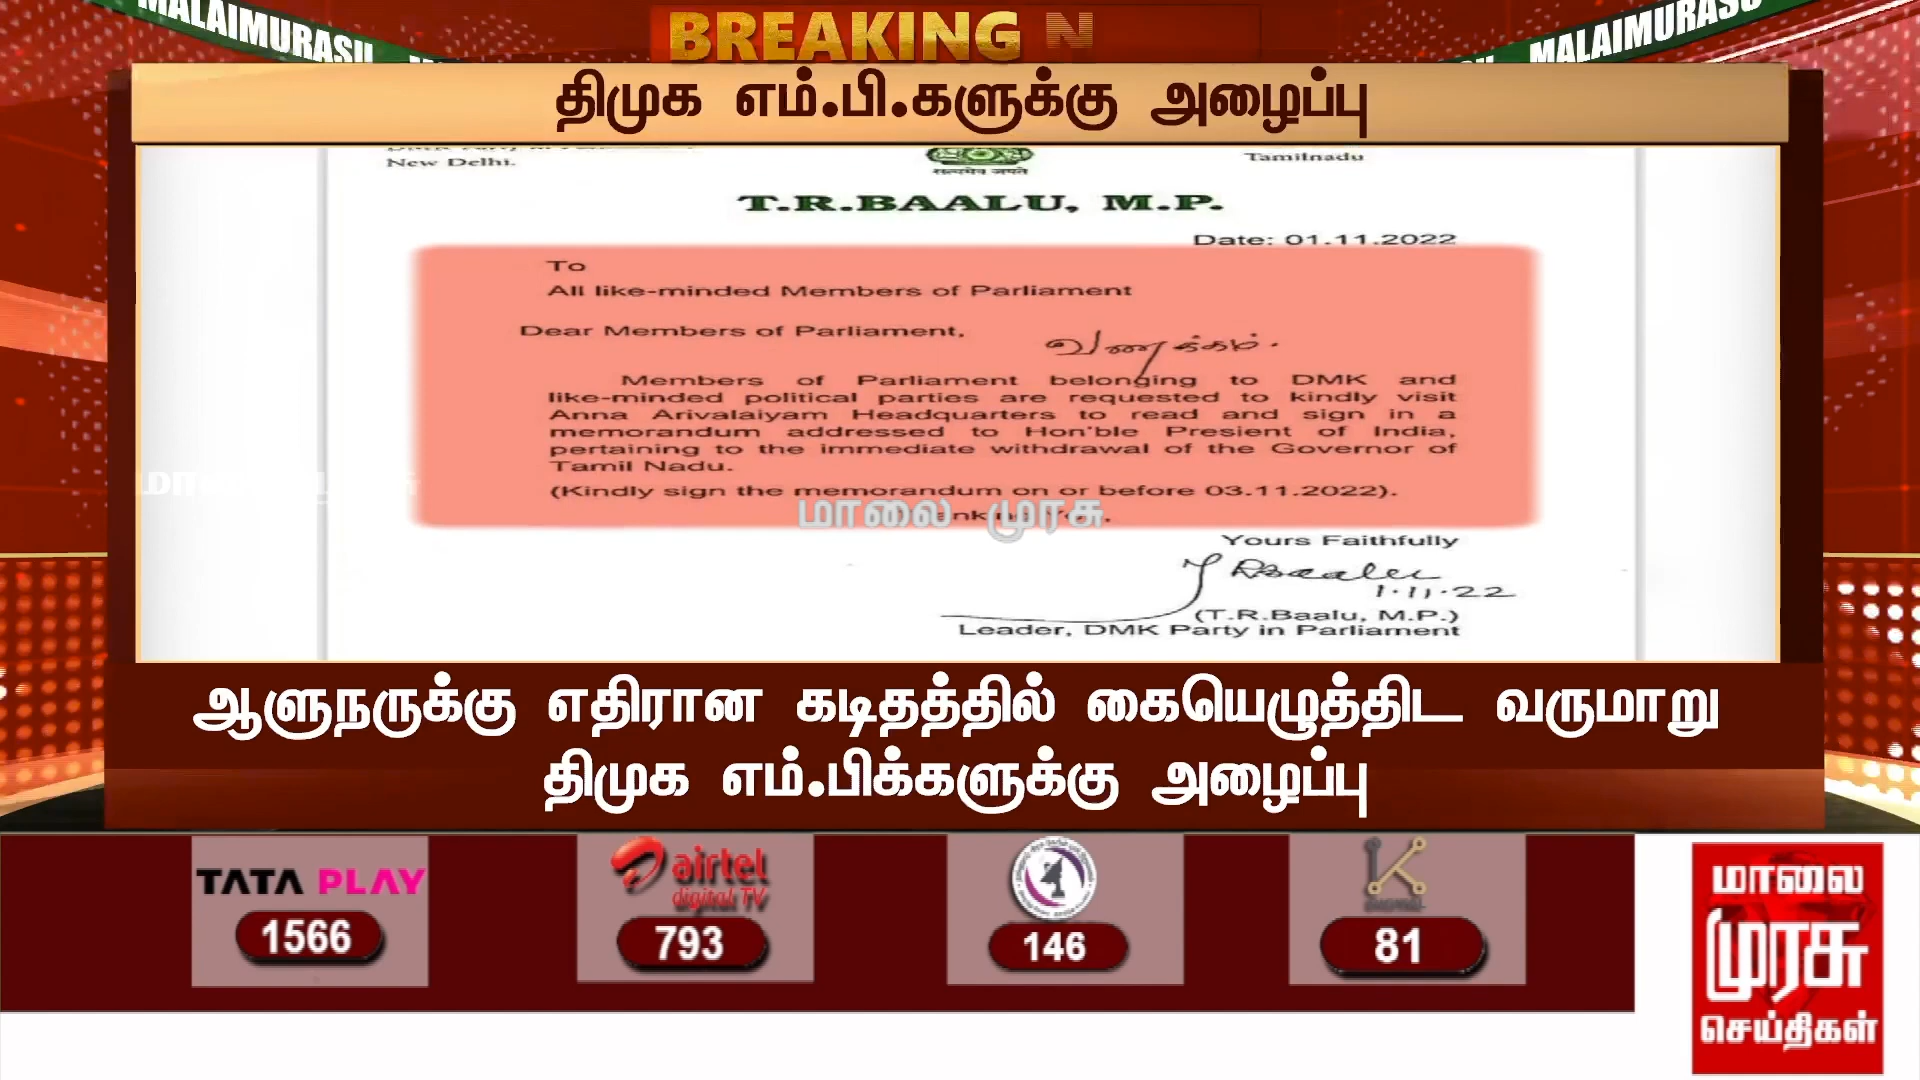 MALAIMURASU
BREAKING N
MALAIMURASU
திமுக எம்.பி.களுக்கு அழைப்பு
New Delhi.
सत्यमेव जयते
Tamilnadu
T.R.BAALU, M.P.
Date: 01.11.2022
To
All like-minded Members of Parliament
Dear Members of Parliament,
வணக்கம்.
Members of Parliament belonging to DMK and
like-minded political parties are requested to kindly visit
Anna Arivalaiyam Headquarters to read and sign in a
memorandum addressed to Hon'ble Presient of India,
pertaining to the immediate withdrawal of the Governor of
Tamil Nadu.
(Kindly sign the memorandum on or before 03.11.2022).
மாலை முரசு
Yours Faithfully
TRBaalu
1.11.22
(T.R.Baalu, M.P.)
Leader, DMK Party in Parliament
ஆளுநருக்கு எதிரான கடிதத்தில் கையெழுத்திட வருமாறு
திமுக எம்.பிக்களுக்கு அழைப்பு
TATA PLAY
1566
airtel
digital TV
793
146
81
மாலை
முரசு
செய்திகள்